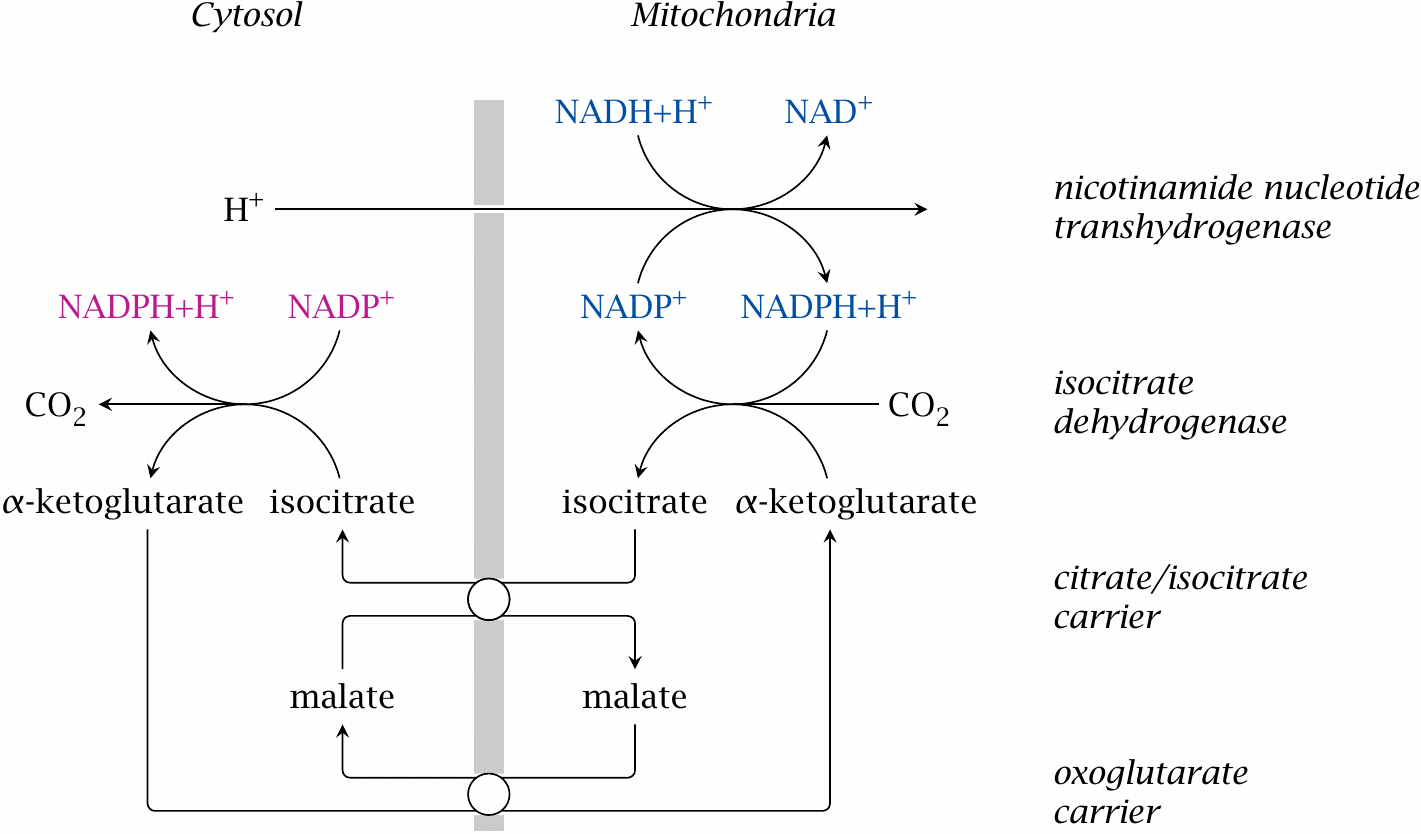 Cytosol
Mitochondria
NADH+H⁺
NAD⁺
nicotinamide nucleotide
transhydrogenase
H⁺
NADPH+H⁺
NADP⁺
NADP⁺
NADPH+H⁺
isocitrate
dehydrogenase
CO₂
CO₂
α-ketoglutarate
isocitrate
isocitrate
α-ketoglutarate
citrate/isocitrate
carrier
malate
malate
oxoglutarate
carrier